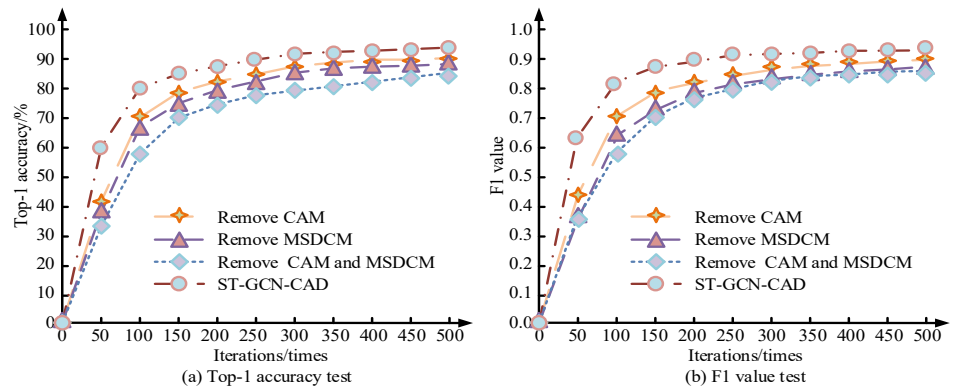 100
90
80
70
60
50
40
30
20
10
0
Top-1 accuracy/%
Remove CAM
Remove MSDCM
Remove CAM and MSDCM
ST-GCN-CAD
0 50 100 150 200 250 300 350 400 450 500
Iterations/times
(a) Top-1 accuracy test
1.0
0.9
0.8
0.7
0.6
0.5
0.4
0.3
0.2
0.1
0.0
F1 value
Remove CAM
Remove MSDCM
Remove CAM and MSDCM
ST-GCN-CAD
0 50 100 150 200 250 300 350 400 450 500
Iterations/times
(b) F1 value test